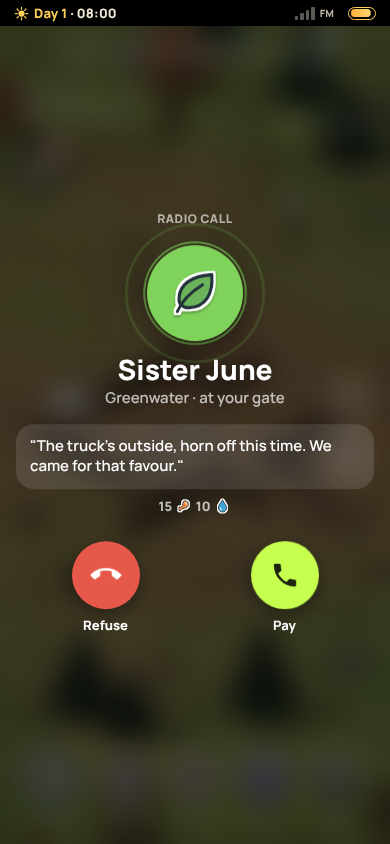 Day 1 · 08:00
FM
RADIO CALL
Sister June
Greenwater · at your gate
"The truck's outside, horn off this time. We
came for that favour."
15 10
Refuse
Pay